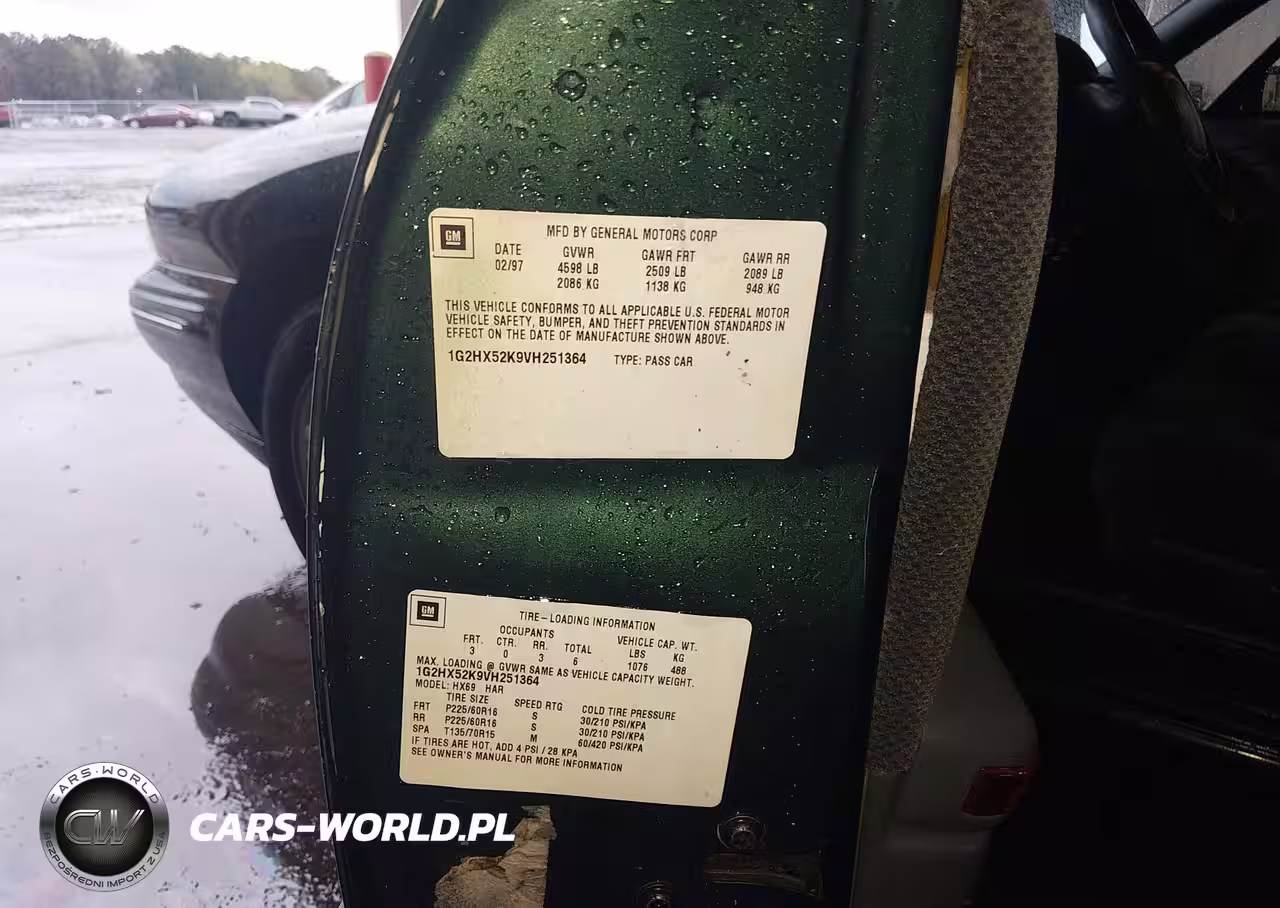 GM
MFD BY GENERAL MOTORS CORP
DATE GVWR GAWR FRT GAWR RR
02/97 4598 LB 2509 LB 2089 LB
2086 KG 1138 KG 948 KG
THIS VEHICLE CONFORMS TO ALL APPLICABLE U.S. FEDERAL MOTOR
VEHICLE SAFETY, BUMPER, AND THEFT PREVENTION STANDARDS IN
EFFECT ON THE DATE OF MANUFACTURE SHOWN ABOVE.
1G2HX52K9VH251364 TYPE: PASS CAR
GM
TIRE-LOADING INFORMATION
OCCUPANTS VEHICLE CAP. WT.
FRT. CTR. RR. TOTAL LBS KG
3 0 3 6 1076 488
MAX. LOADING @ GVWR SAME AS VEHICLE CAPACITY WEIGHT.
1G2HX52K9VH251364
MODEL: HX69 HAR
TIRE SIZE SPEED RTG COLD TIRE PRESSURE
FRT P225/60R16 S 30/210 PSI/KPA
RR P225/60R16 S 30/210 PSI/KPA
SPA T135/70R15 M 60/420 PSI/KPA
IF TIRES ARE HOT, ADD 4 PSI / 28 KPA
SEE OWNER'S MANUAL FOR MORE INFORMATION
CARS-WORLD
CW
BEZPOŚREDNI IMPORT Z USA
CARS-WORLD.PL